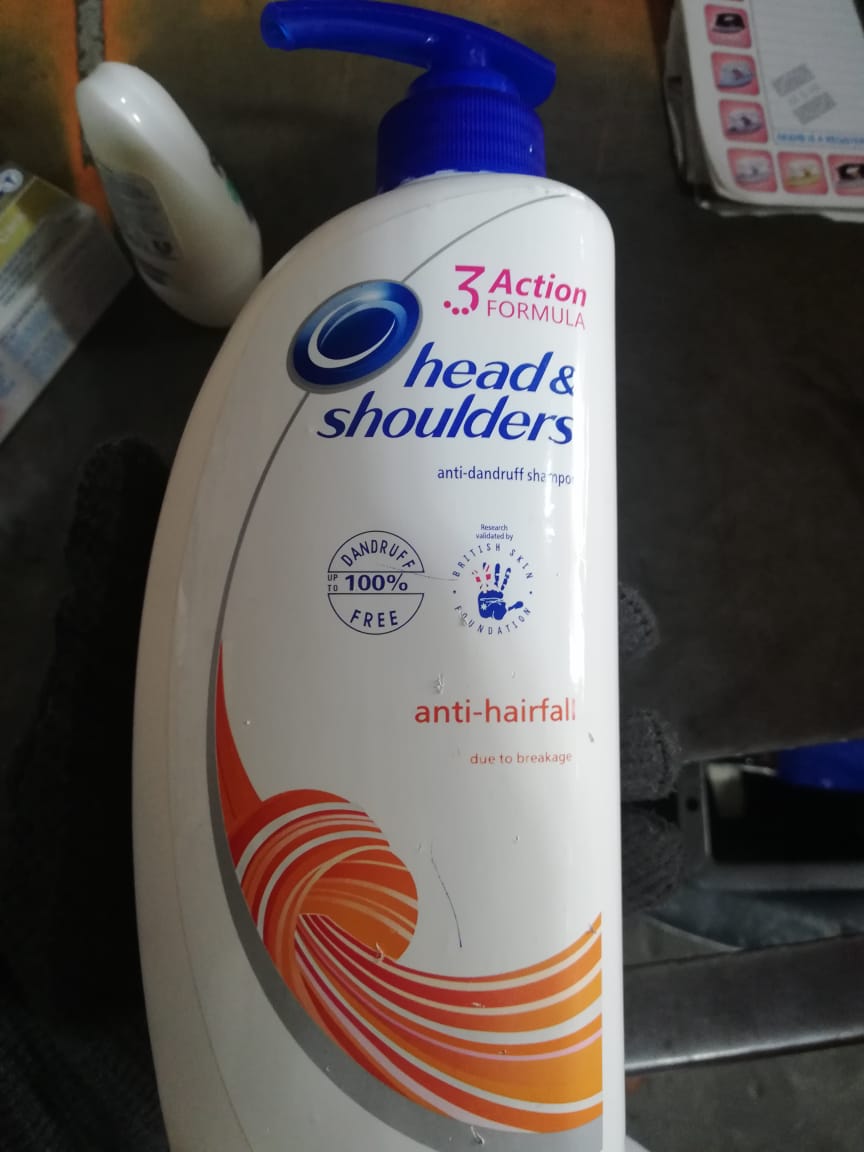 3 Action
FORMULA
head &
shoulders
anti-dandruff shampo
DANDRUFF
UP TO 100%
FREE
Research
validated by
BRITISH SKIN
FOUNDATION
anti-hairfall
due to breakage